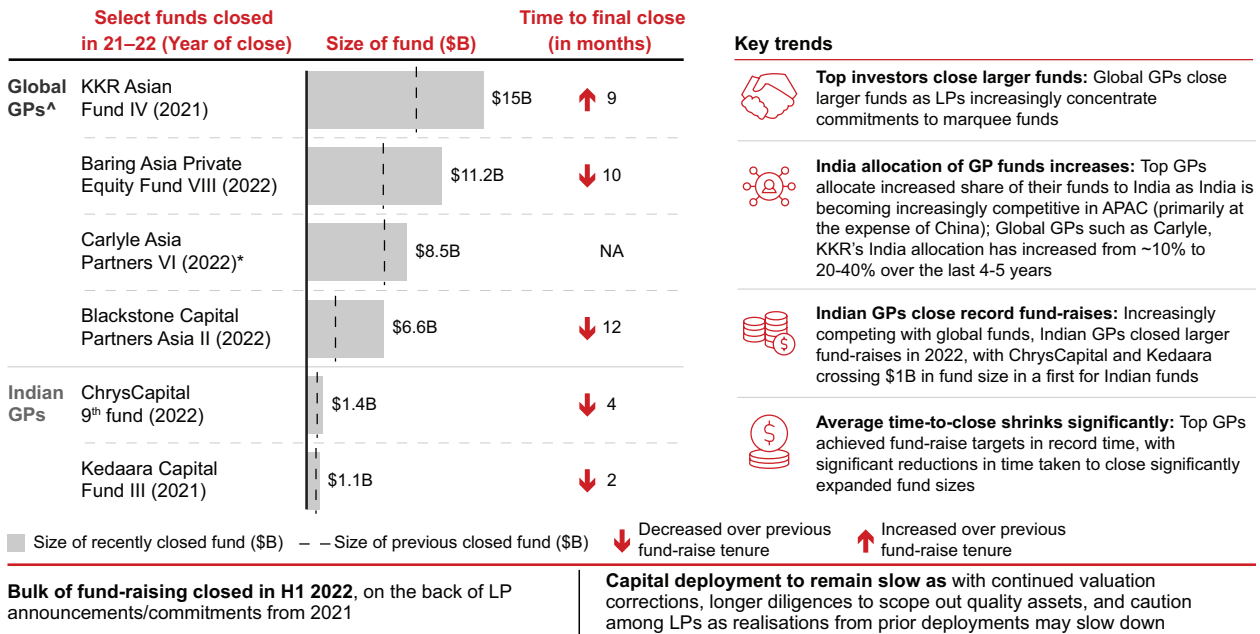 Select funds closed
in 21–22 (Year of close)
Size of fund ($B)
Time to final close
(in months)
Global
GPs^
KKR Asian
Fund IV (2021)
$15B
9
Baring Asia Private
Equity Fund VIII (2022)
$11.2B
10
Carlyle Asia
Partners VI (2022)*
$8.5B
NA
Blackstone Capital
Partners Asia II (2022)
$6.6B
12
Indian
GPs
ChrysCapital
9th fund (2022)
$1.4B
4
Kedaara Capital
Fund III (2021)
$1.1B
2
Key trends
Top investors close larger funds: Global GPs close
larger funds as LPs increasingly concentrate
commitments to marquee funds
India allocation of GP funds increases: Top GPs
allocate increased share of their funds to India as India is
becoming increasingly competitive in APAC (primarily at
the expense of China); Global GPs such as Carlyle,
KKR's India allocation has increased from ~10% to
20-40% over the last 4-5 years
Indian GPs close record fund-raises: Increasingly
competing with global funds, Indian GPs closed larger
fund-raises in 2022, with ChrysCapital and Kedaara
crossing $1B in fund size in a first for Indian funds
$
Average time-to-close shrinks significantly: Top GPs
achieved fund-raise targets in record time, with
significant reductions in time taken to close significantly
expanded fund sizes
$
Size of recently closed fund ($B)
Size of previous closed fund ($B)
Decreased over previous
fund-raise tenure
Increased over previous
fund-raise tenure
Bulk of fund-raising closed in H1 2022, on the back of LP
announcements/commitments from 2021
Capital deployment to remain slow as with continued valuation
corrections, longer diligences to scope out quality assets, and caution
among LPs as realisations from prior deployments may slow down